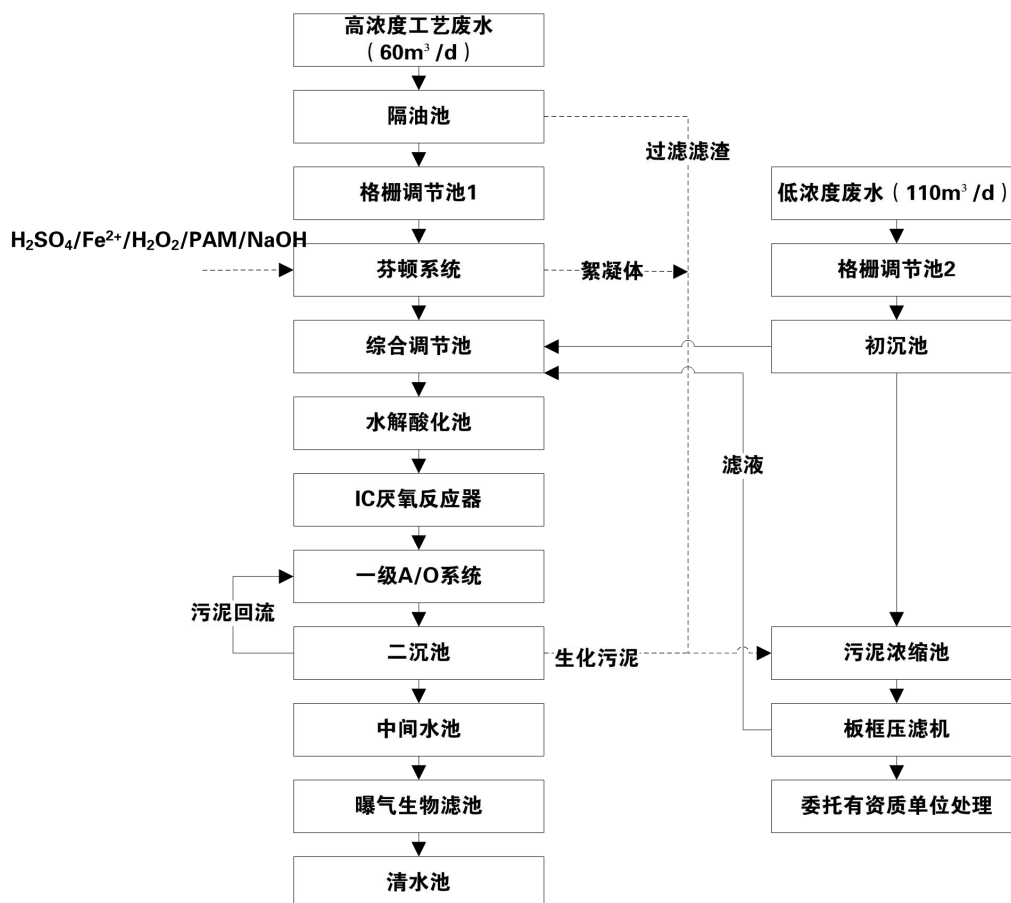 高浓度工艺废水
（60m³/d）
隔油池
过滤滤渣
格栅调节池1
低浓度废水（110m³/d）
H₂SO₄/Fe²⁺/H₂O₂/PAM/NaOH
芬顿系统
絮凝体
格栅调节池2
综合调节池
初沉池
水解酸化池
滤液
IC厌氧反应器
一级A/O系统
污泥回流
二沉池
生化污泥
污泥浓缩池
中间水池
板框压滤机
曝气生物滤池
委托有资质单位处理
清水池